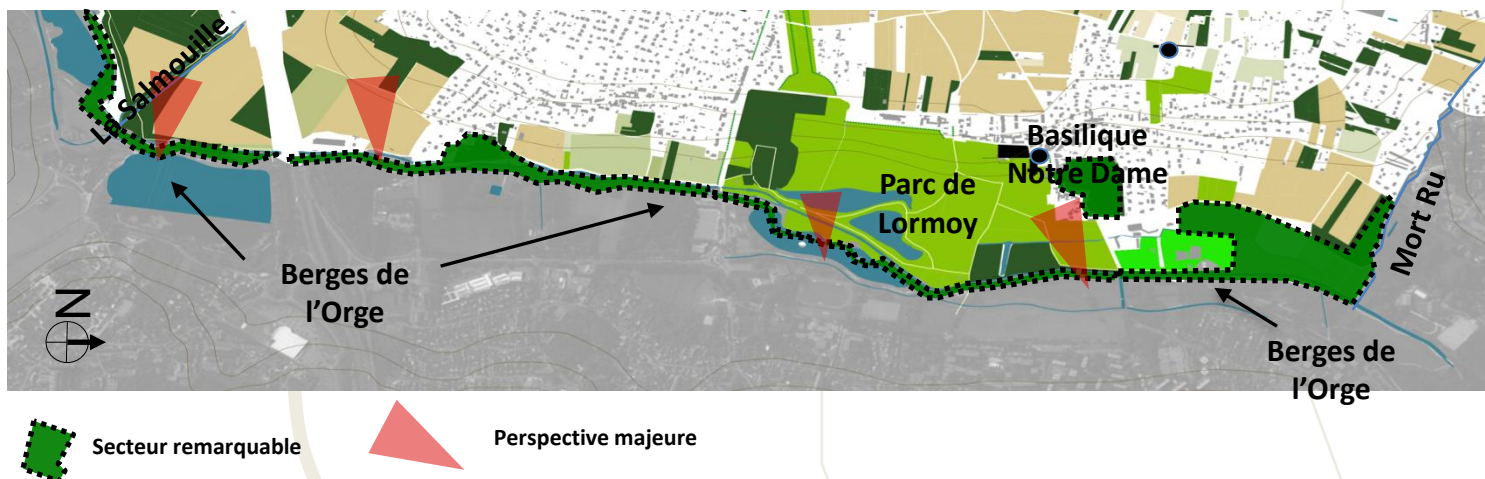 La Salmouille
Basilique
Notre Dame
Parc de
Lormoy
Mort Ru
Berges de
l'Orge
N
Berges de
l'Orge
Secteur remarquable
Perspective majeure